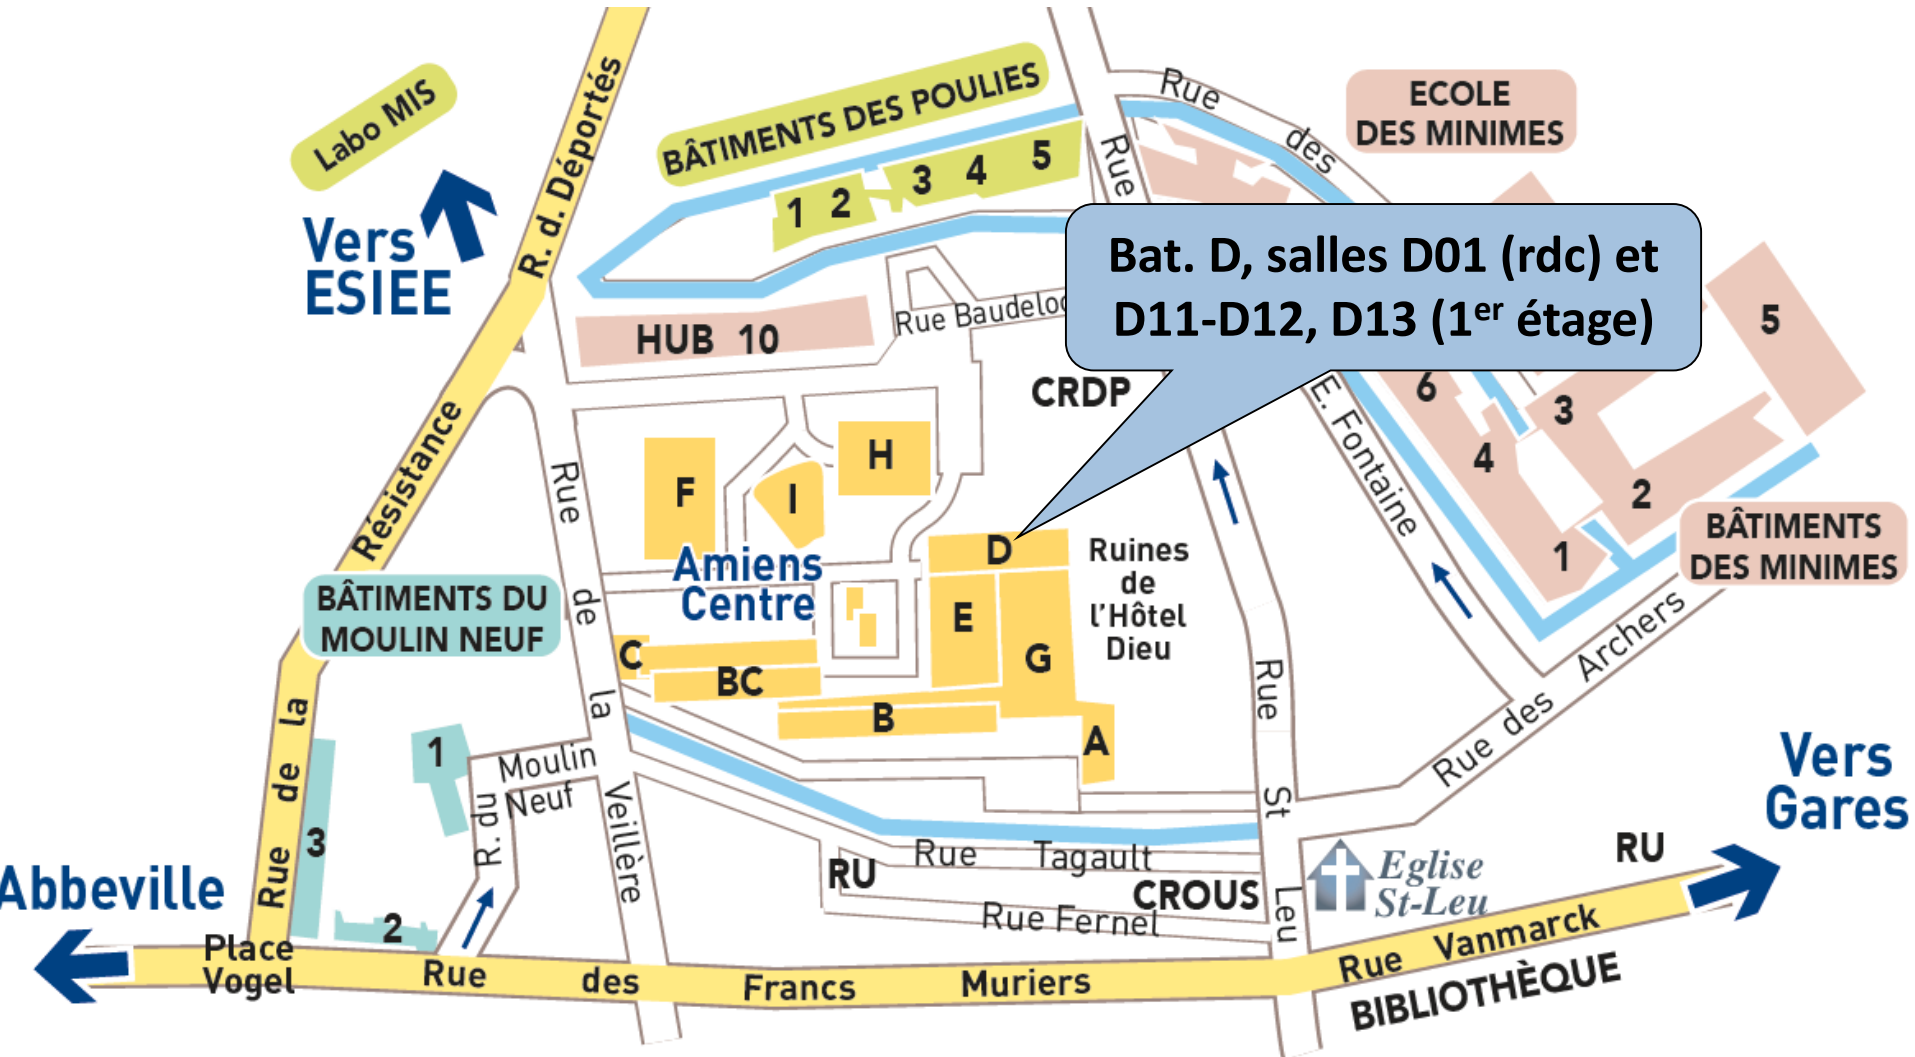 Labo MIS
Vers
ESIEE
R. d. Déportés
BÂTIMENTS DES POULIES
1 2 3 4 5
Rue des
ECOLE
DES MINIMES
Rue
Bat. D, salles D01 (rdc) et
D11-D12, D13 (1er étage)
HUB 10
Rue Baudeloc
CRDP
E. Fontaine
6
5
3
4
2
1
BÂTIMENTS
DES MINIMES
Résistance
F
I
H
Amiens
Centre
D
E
G
Ruines
de
l'Hôtel
Dieu
C
BC
B
A
BÂTIMENTS DU
MOULIN NEUF
Rue de la Veillère
1
Moulin
Neuf
R. du
3
2
Rue de la
Rue St Leu
Rue des Archers
Vers
Gares
RU
Rue Tagault
RU
CROUS
Rue Fernel
Eglise
St-Leu
Abbeville
Place
Vogel
Rue des Francs Muriers
Rue Vanmarck
BIBLIOTHÈQUE